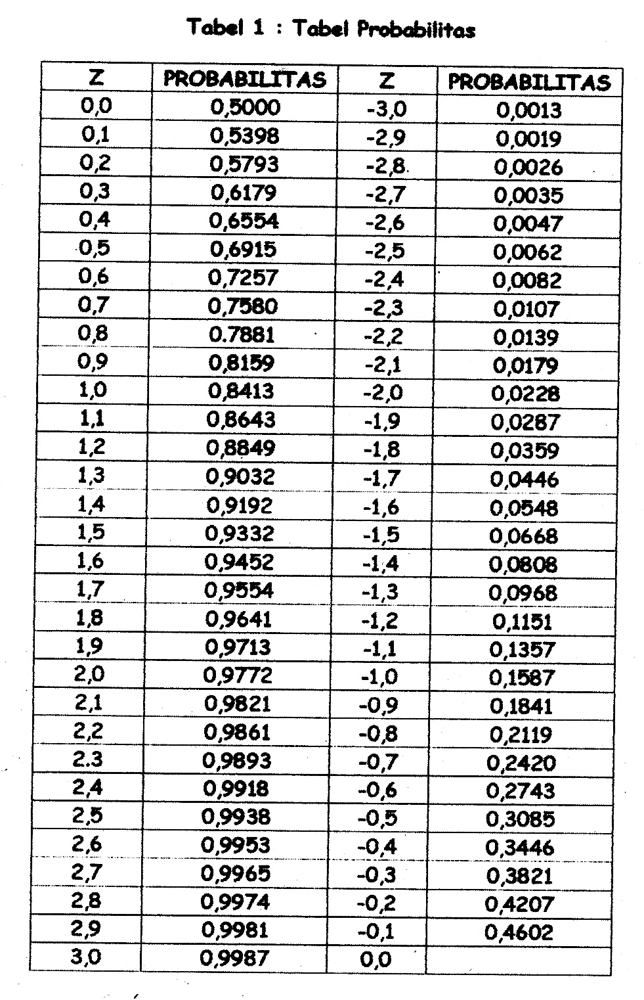 Tabel 1 : Tabel Probabilitas
Z PROBABILITAS Z PROBABILITAS
0,0 0,5000 -3,0 0,0013
0,1 0,5398 -2,9 0,0019
0,2 0,5793 -2,8 0,0026
0,3 0,6179 -2,7 0,0035
0,4 0,6554 -2,6 0,0047
0,5 0,6915 -2,5 0,0062
0,6 0,7257 -2,4 0,0082
0,7 0,7580 -2,3 0,0107
0,8 0.7881 -2,2 0,0139
0,9 0,8159 -2,1 0,0179
1,0 0,8413 -2,0 0,0228
1,1 0,8643 -1,9 0,0287
1,2 0,8849 -1,8 0,0359
1,3 0,9032 -1,7 0,0446
1,4 0,9192 -1,6 0,0548
1,5 0,9332 -1,5 0,0668
1,6 0,9452 -1,4 0,0808
1,7 0,9554 -1,3 0,0968
1,8 0,9641 -1,2 0,1151
1,9 0,9713 -1,1 0,1357
2,0 0,9772 -1,0 0,1587
2,1 0,9821 -0,9 0,1841
2,2 0,9861 -0,8 0,2119
2.3 0,9893 -0,7 0,2420
2,4 0,9918 -0,6 0,2743
2,5 0,9938 -0,5 0,3085
2,6 0,9953 -0,4 0,3446
2,7 0,9965 -0,3 0,3821
2,8 0,9974 -0,2 0,4207
2,9 0,9981 -0,1 0,4602
3,0 0,9987 0,0